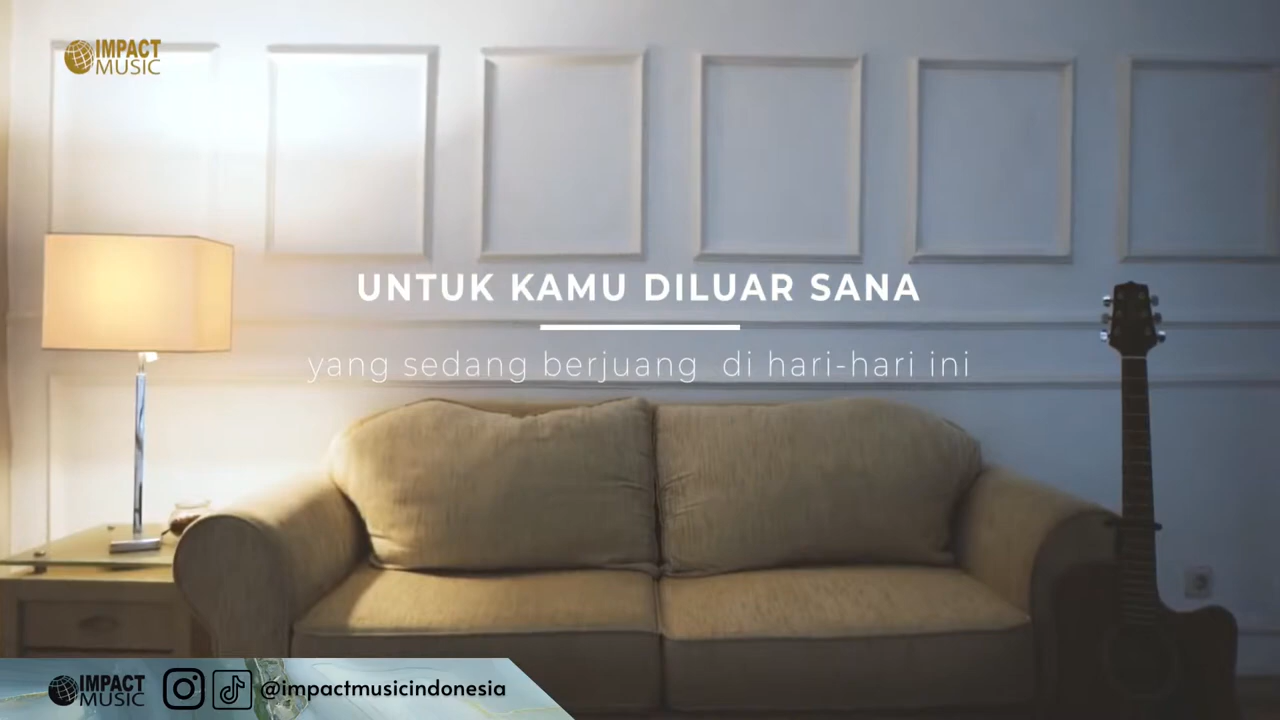 IMPACT
MUSIC
UNTUK KAMU DILUAR SANA
yang sedang berjuang di hari-hari ini
IMPACT
MUSIC
@impactmusicindonesia